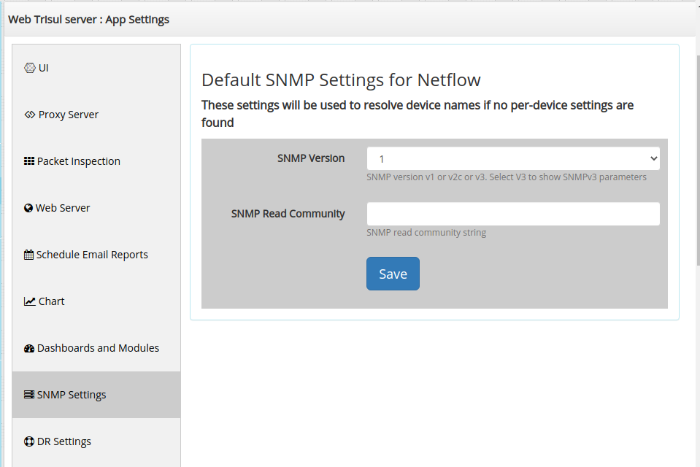 Web Trisul server : App Settings
UI
Proxy Server
Packet Inspection
Web Server
Schedule Email Reports
Chart
Dashboards and Modules
SNMP Settings
DR Settings
Default SNMP Settings for Netflow
These settings will be used to resolve device names if no per-device settings are
found
SNMP Version
1
SNMP version v1 or v2c or v3. Select V3 to show SNMPv3 parameters
SNMP Read Community
SNMP read community string
Save